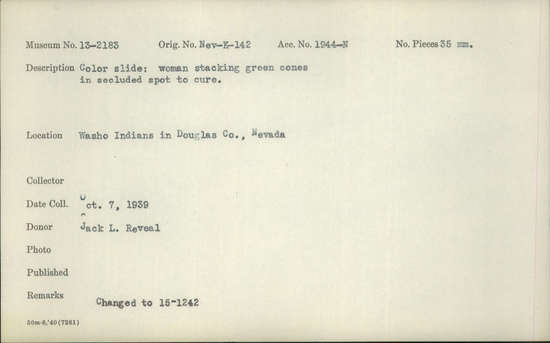 Museum No. 13-2183 Orig. No. Nev-K-142 Acc. No. 1944-N No. Pieces 35 mm.
Description Color slide: woman stacking green cones
in secluded spot to cure.
Location Washo Indians in Douglas Co., Nevada
Collector
Date Coll. Oct. 7, 1939
Donor Jack L. Reveal
Photo
Published
Remarks Changed to 15-1242
50m-8,'40(7261)